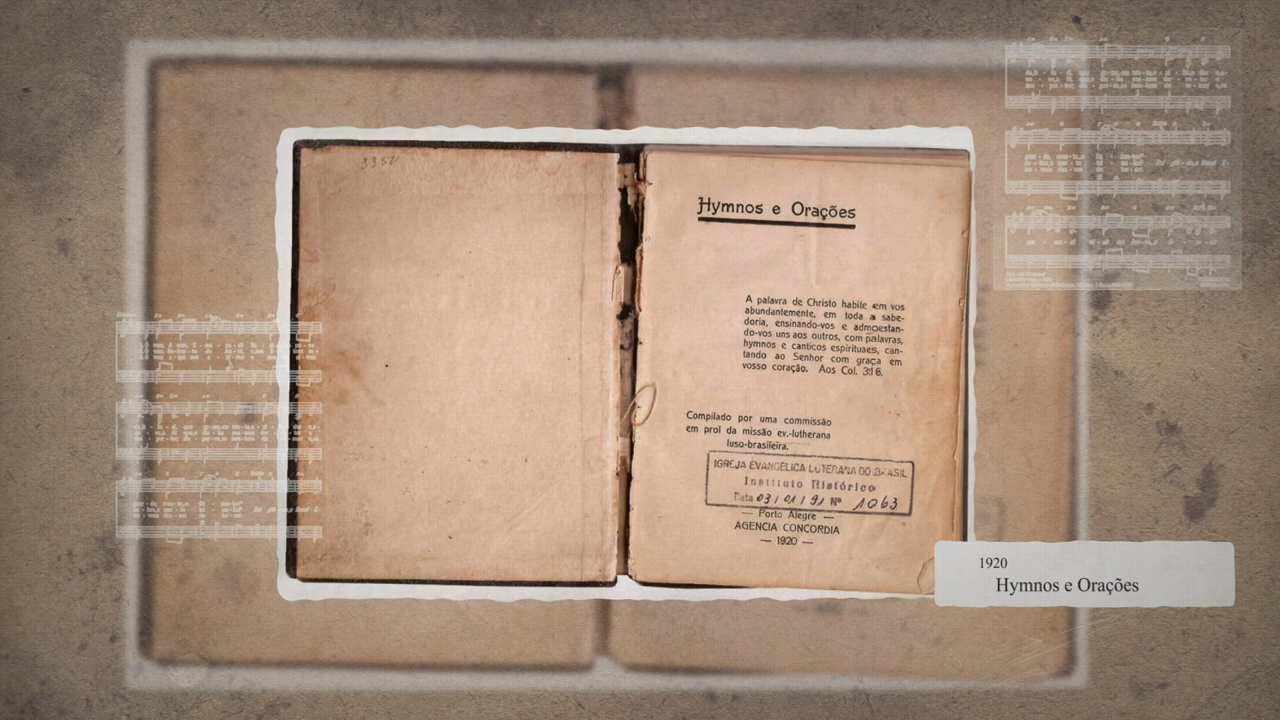 Hymnos e Orações
A palavra de Christo habite em vos
abundantemente, em toda a sabe-
doria, ensinando-vos e admoestan-
do-vos uns aos outros, com palavras,
hymnos e canticos espirituaes, can-
tando ao Senhor com graça em
vosso coração. Aos Col. 3:16.
Compilado por uma commissão
em prol da missão ev.-lutherana
luso-brasileira.
IGREJA EVANGÉLICA LUTERANA DO BRASIL
Instituto Histórico
Data 03/01/91 Nº 1063
— Porto Alegre —
AGENCIA CONCORDIA
— 1920 —
1920
Hymnos e Orações